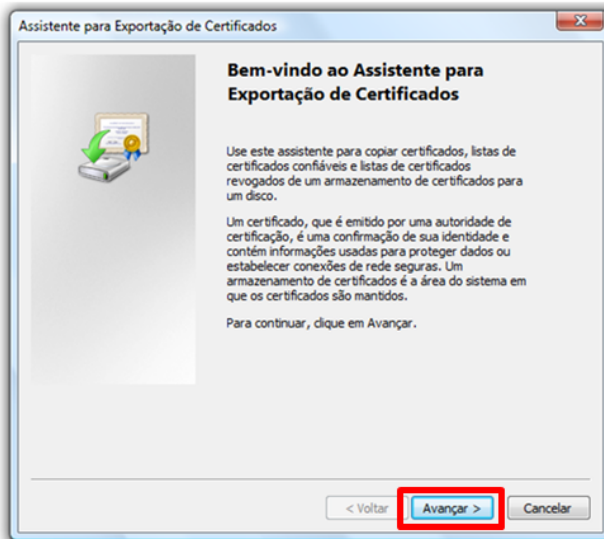 Assistente para Exportação de Certificados
Bem-vindo ao Assistente para
Exportação de Certificados
Use este assistente para copiar certificados, listas de
certificados confiáveis e listas de certificados
revogados de um armazenamento de certificados para
um disco.
Um certificado, que é emitido por uma autoridade de
certificação, é uma confirmação de sua identidade e
contém informações usadas para proteger dados ou
estabelecer conexões de rede seguras. Um
armazenamento de certificados é a área do sistema em
que os certificados são mantidos.
Para continuar, clique em Avançar.
< Voltar Avançar > Cancelar